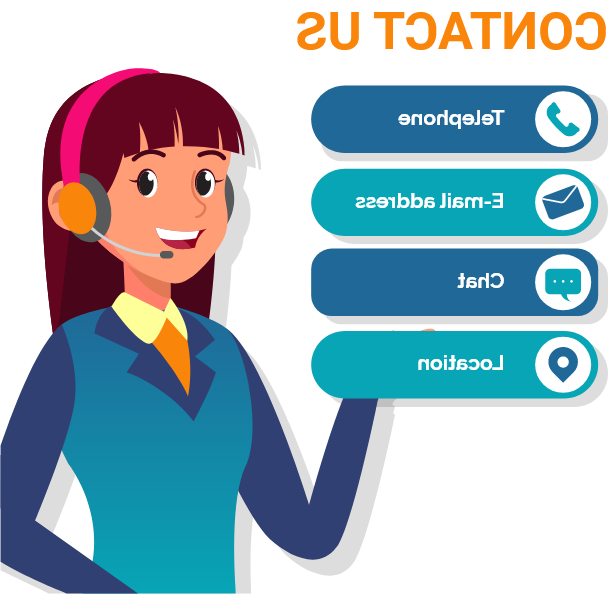 CONTACT US
Telephone
E-mail address
Chat
Location